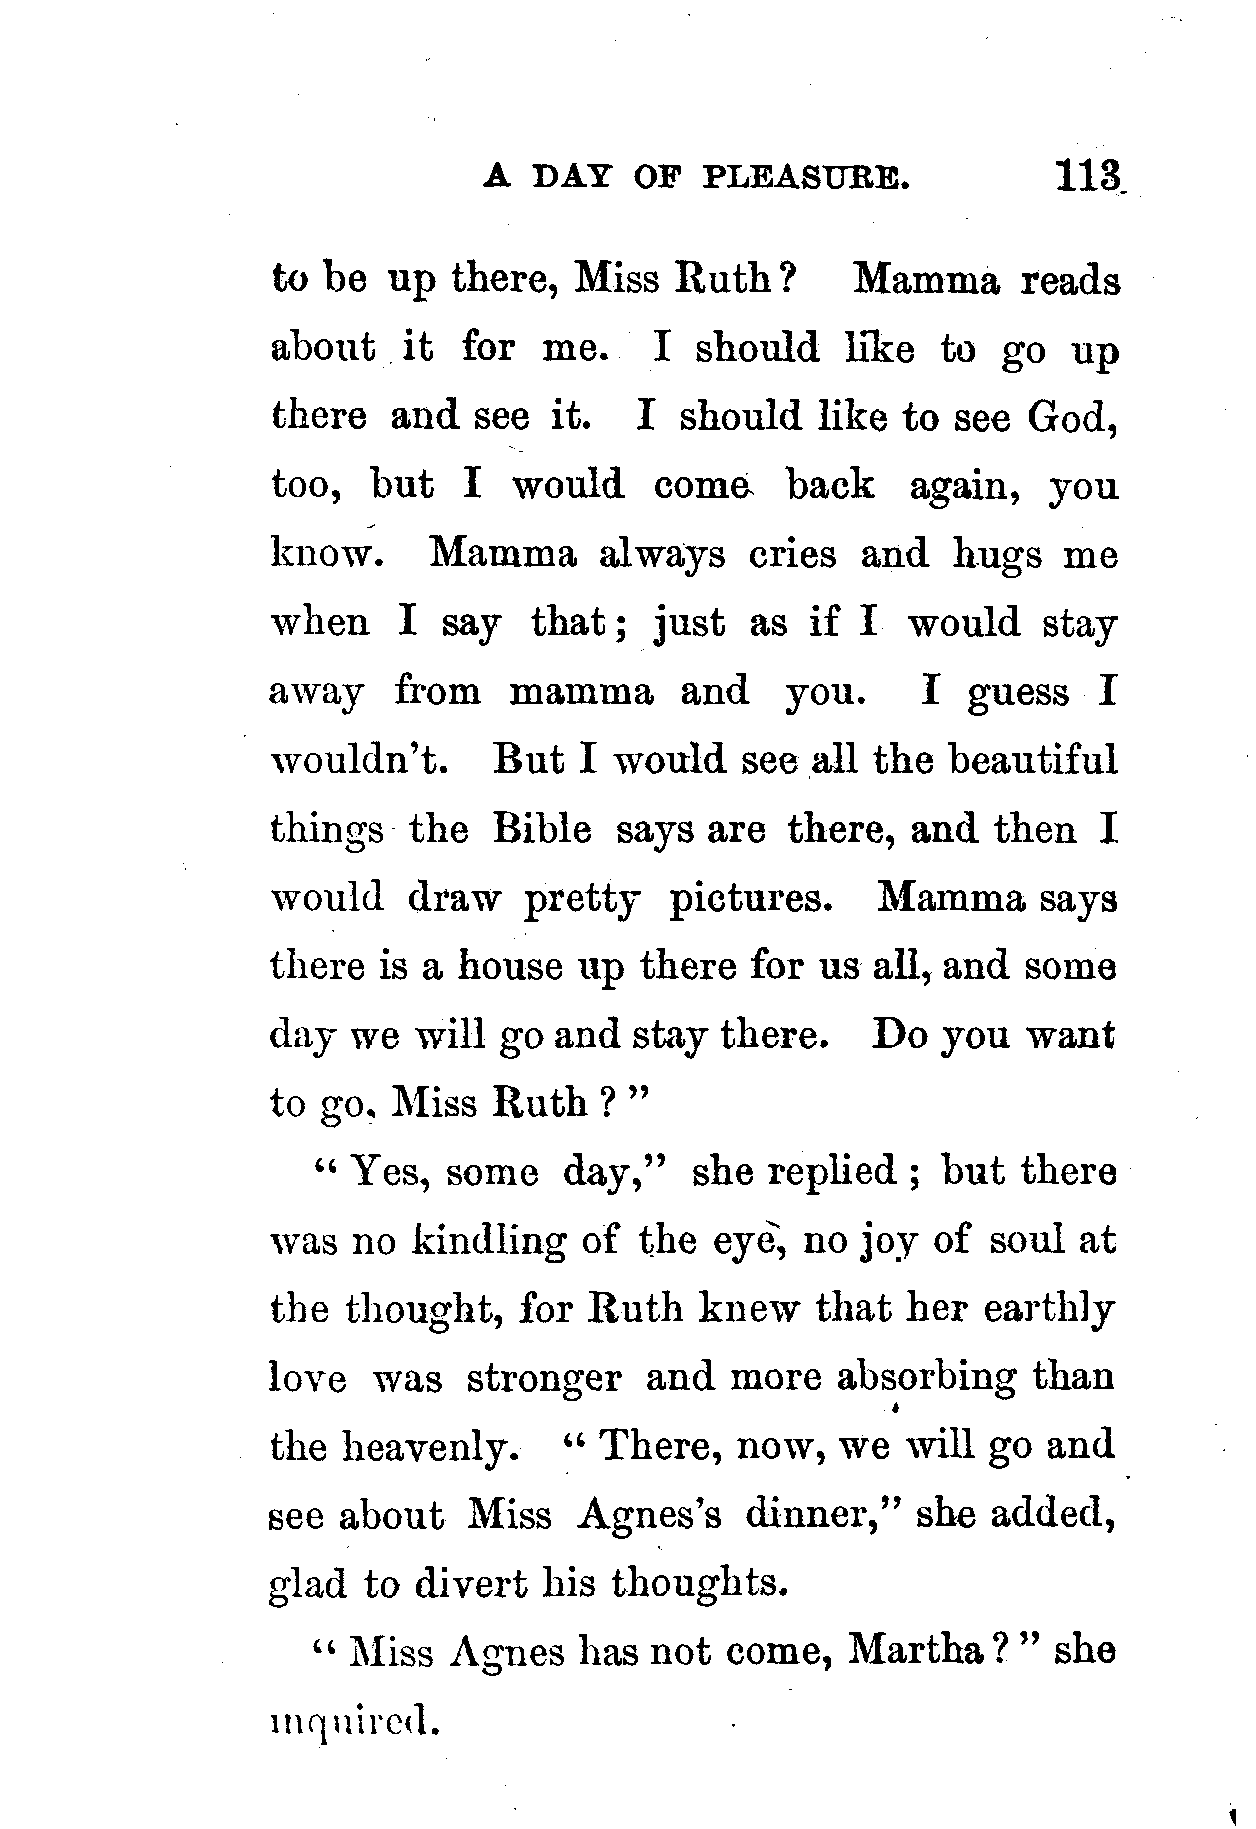 A DAY OF PLEASURE. 113
to be up there, Miss Ruth? Mamma reads
about it for me. I should like to go up
there and see it. I should like to see God,
too, but I would come back again, you
know. Mamma always cries and hugs me
when I say that; just as if I would stay
away from mamma and you. I guess I
wouldn't. But I would see all the beautiful
things the Bible says are there, and then I
would draw pretty pictures. Mamma says
there is a house up there for us all, and some
day we will go and stay there. Do you want
to go, Miss Ruth?"
"Yes, some day," she replied; but there
was no kindling of the eye, no joy of soul at
the thought, for Ruth knew that her earthly
love was stronger and more absorbing than
the heavenly. "There, now, we will go and
see about Miss Agnes's dinner," she added,
glad to divert his thoughts.
"Miss Agnes has not come, Martha?" she
inquired.